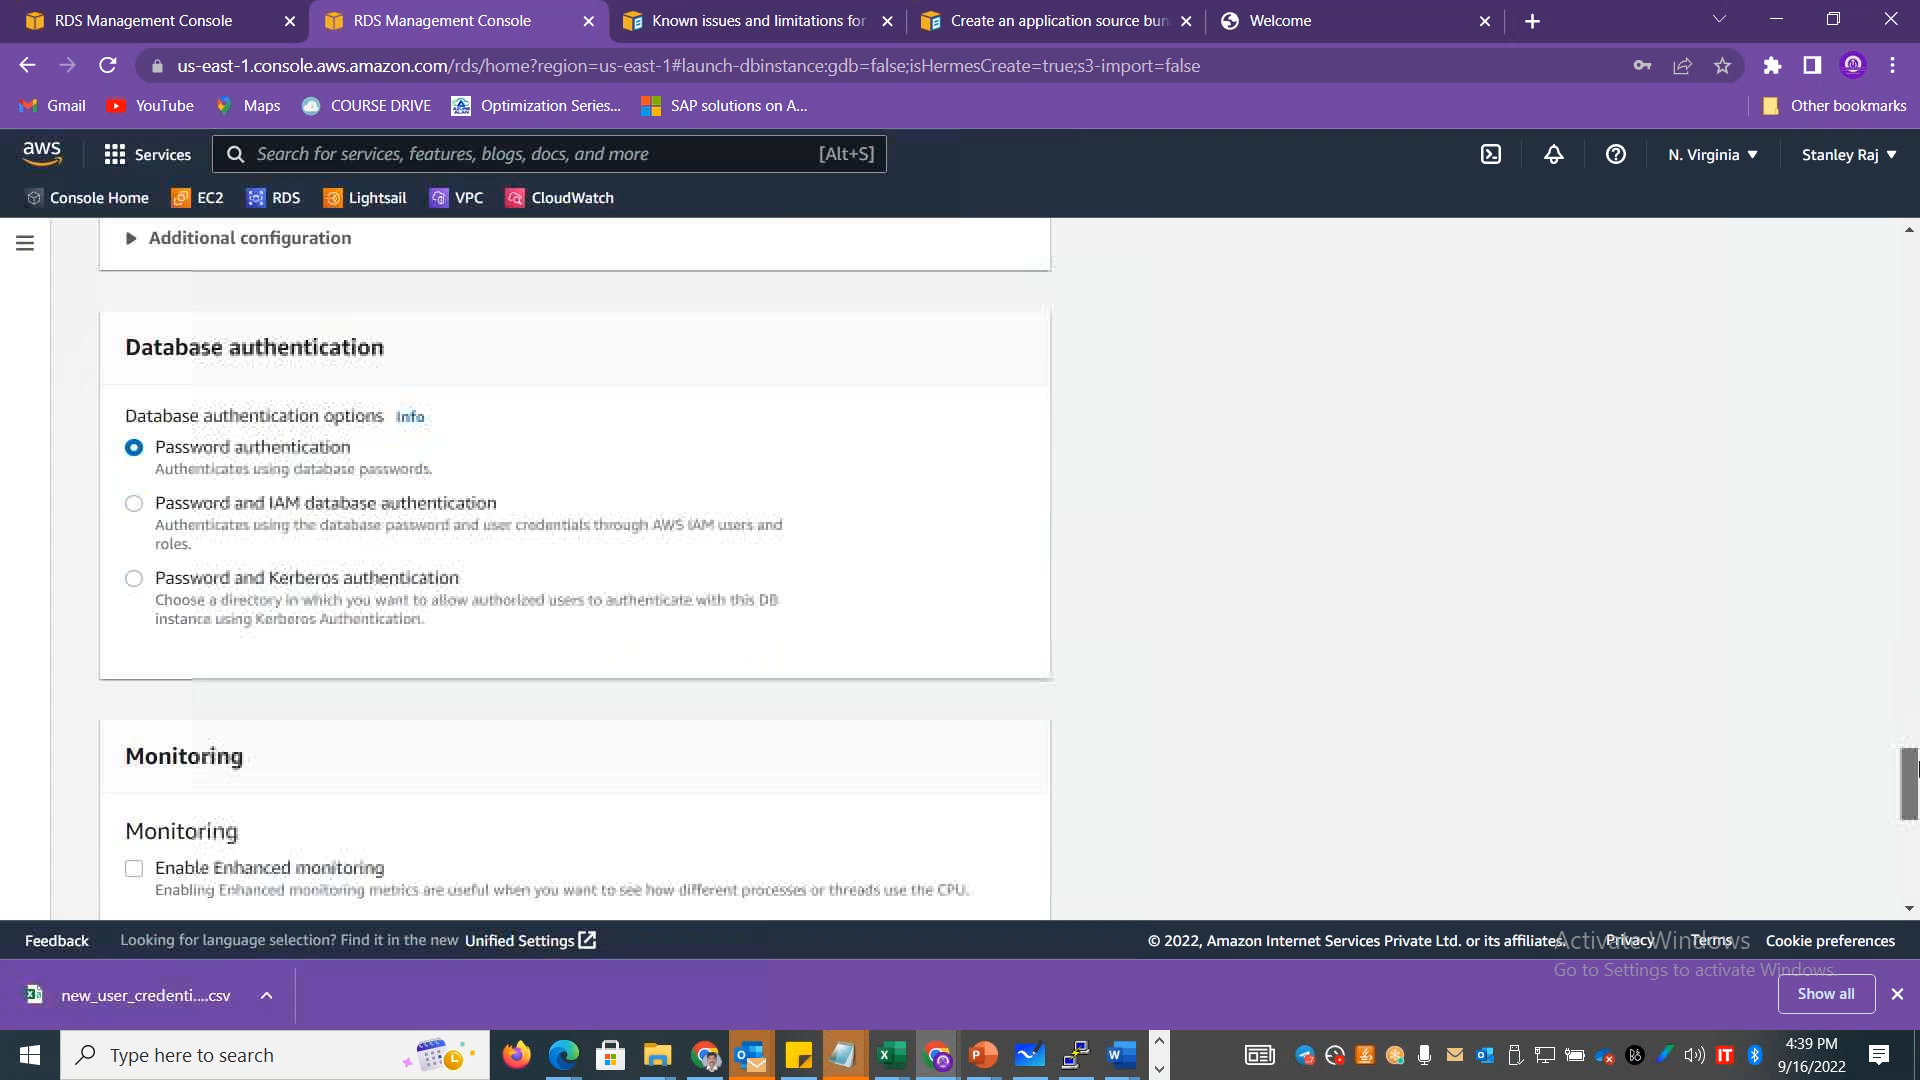 RDS Management Console
RDS Management Console
Known issues and limitations for
Create an application source bun
Welcome
us-east-1.console.aws.amazon.com/rds/home?region=us-east-1#launch-dbinstance:gdb=false;isHermesCreate=true;s3-import=false
Gmail
YouTube
Maps
COURSE DRIVE
Optimization Series...
SAP solutions on A...
Other bookmarks
aws
Services
Search for services, features, blogs, docs, and more
[Alt+S]
N. Virginia
Stanley Raj
Console Home
EC2
RDS
Lightsail
VPC
CloudWatch
Additional configuration
Database authentication
Database authentication options Info
Password authentication
Authenticates using database passwords.
Password and IAM database authentication
Authenticates using the database password and user credentials through AWS IAM users and
roles.
Password and Kerberos authentication
Choose a directory in which you want to allow authorized users to authenticate with this DB
instance using Kerberos Authentication.
Monitoring
Monitoring
Enable Enhanced monitoring
Enabling Enhanced monitoring metrics are useful when you want to see how different processes or threads use the CPU.
Feedback
Looking for language selection? Find it in the new Unified Settings
© 2022, Amazon Internet Services Private Ltd. or its affiliates.
Privacy
Terms
Cookie preferences
Activate Windows
Go to Settings to activate Windows.
new_user_credenti....csv
Show all
Type here to search
4:39 PM
9/16/2022